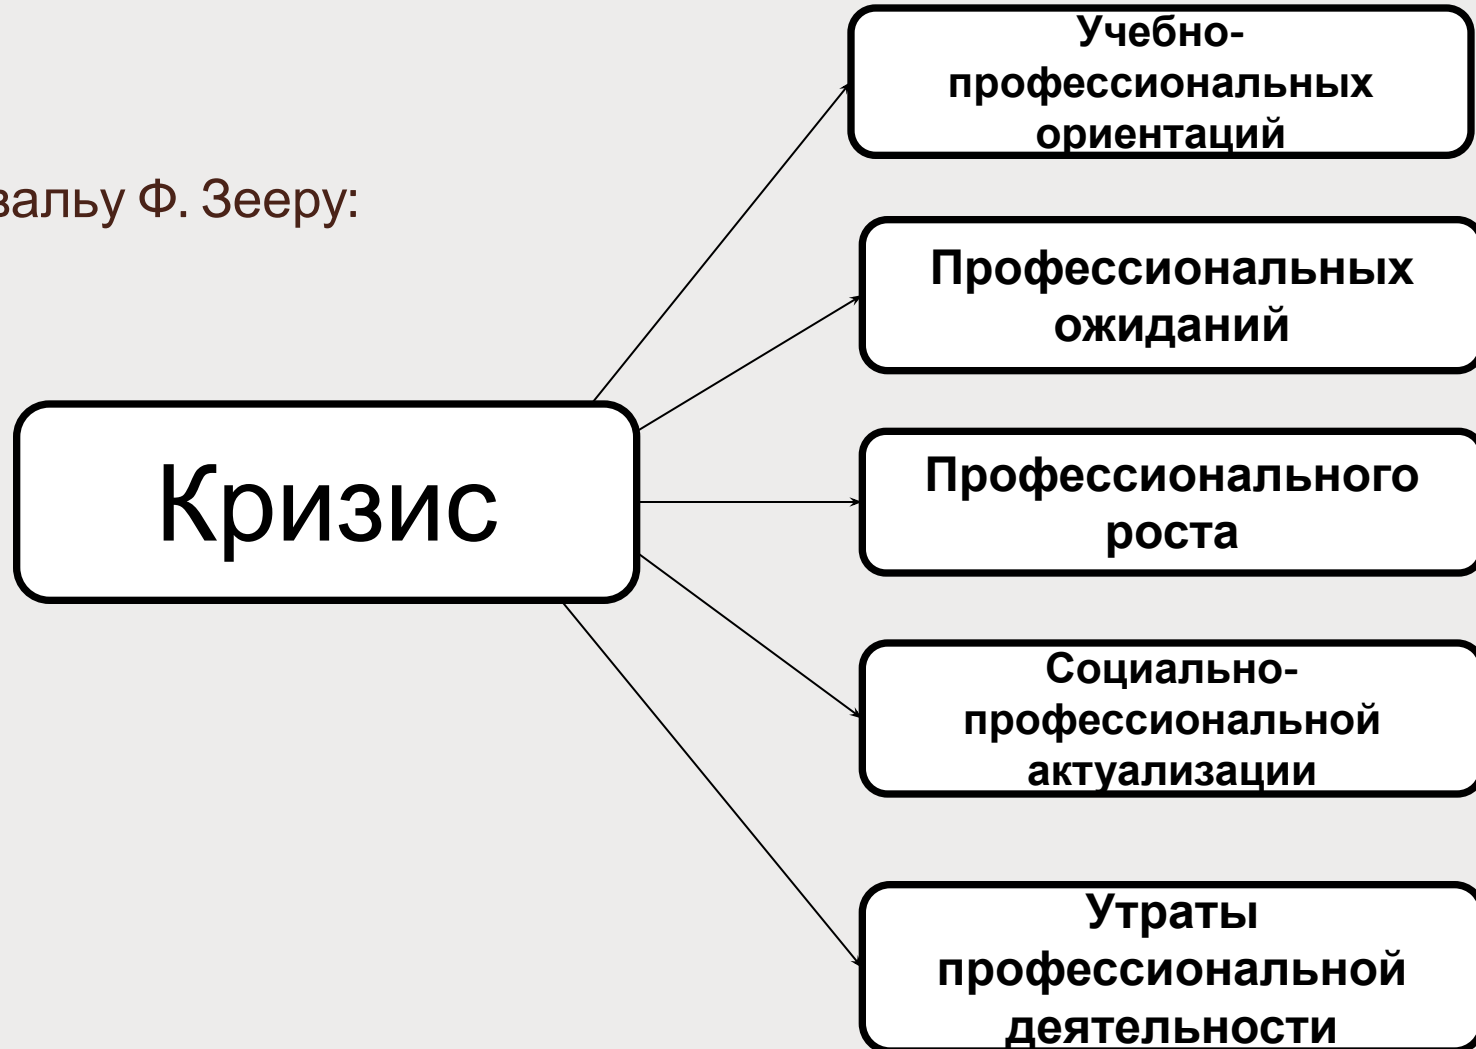 Учебно-
профессиональных
ориентаций
вальу Ф. Зееру:
Профессиональных
ожиданий
Кризис
Профессионального
роста
Социально-
профессиональной
актуализации
Утраты
профессиональной
деятельности